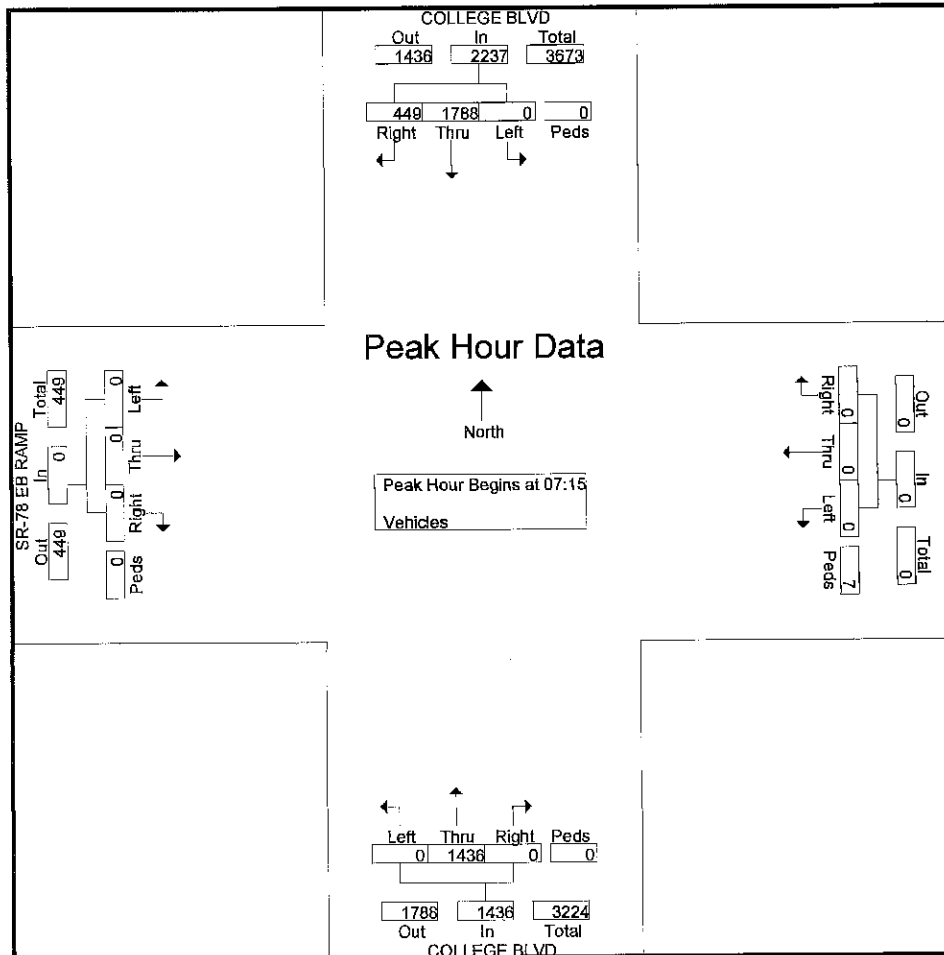 COLLEGE BLVD
Out In Total
1436 2237 3673
449 1788 0 0
Right Thru Left Peds
Peak Hour Data
North
Peak Hour Begins at 07:15
Vehicles
SR-78 EB RAMP
Total In Out
449 0 449
0 0 0 0
Left Thru Right Peds
Right Thru Left Peds
0 0 0 7
Out In Total
0 0 0
Left Thru Right Peds
0 1436 0 0
1788 1436 3224
Out In Total
COLLEGE BLVD